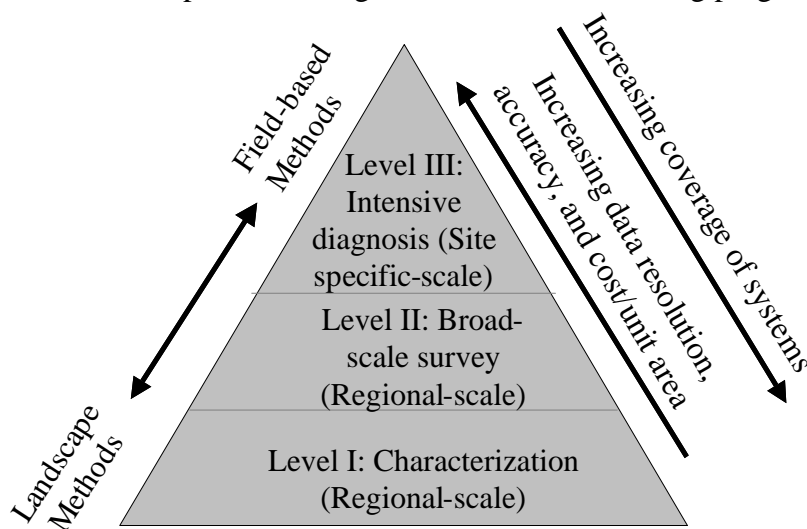 Field-based
Methods
Landscape
Methods
Level III:
Intensive
diagnosis (Site
specific-scale)
Level II: Broad-
scale survey
(Regional-scale)
Level I: Characterization
(Regional-scale)
Increasing data resolution,
accuracy, and cost/unit area
Increasing coverage of systems